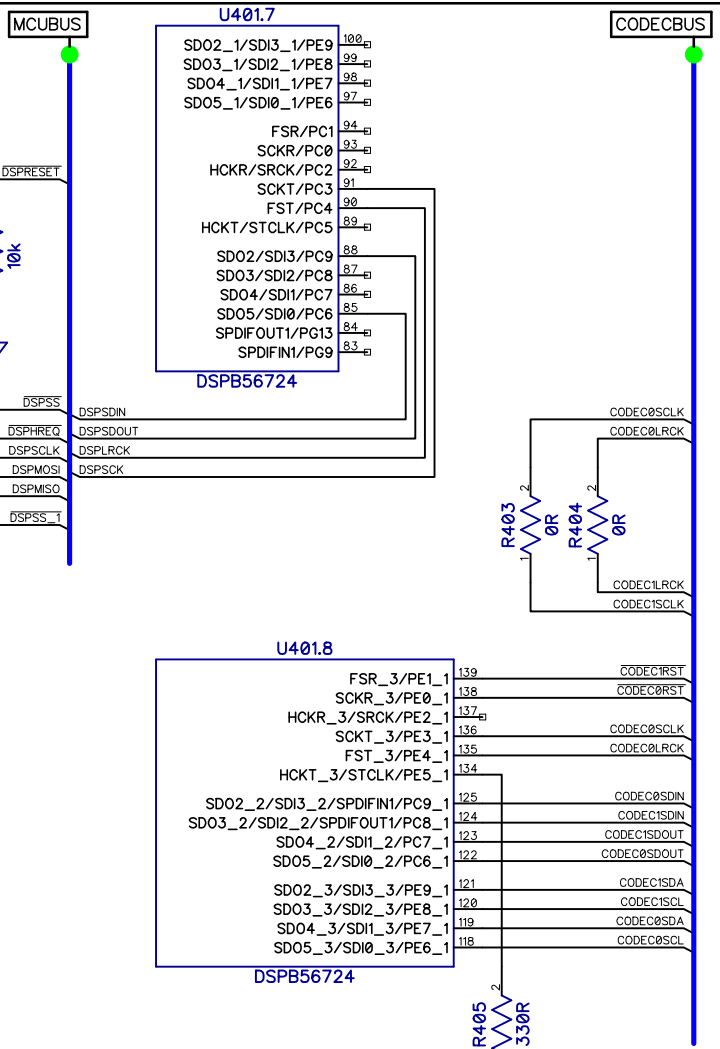 MCUBUS
CODECBUS
U401.7
SDO2_1/SDI3_1/PE9 100
SDO3_1/SDI2_1/PE8 99
SDO4_1/SDI1_1/PE7 98
SDO5_1/SDI0_1/PE6 97
FSR/PC1 94
SCKR/PC0 93
HCKR/SRCK/PC2 92
SCKT/PC3 91
FST/PC4 90
HCKT/STCLK/PC5 89
SDO2/SDI3/PC9 88
SDO3/SDI2/PC8 87
SDO4/SDI1/PC7 86
SDO5/SDI0/PC6 85
SPDIFOUT1/PG13 84
SPDIFIN1/PG9 83
DSPB56724
DSPRESET
10k
7
DSPSS
DSPHREQ
DSPSCLK
DSPMOSI
DSPMISO
DSPSS_1
DSPSDIN
DSPSDOUT
DSPLRCK
DSPSCK
CODEC0SCLK
CODEC0LRCK
2
R403
0R
1
2
R404
0R
1
CODEC1LRCK
CODEC1SCLK
U401.8
FSR_3/PE1_1 139 CODEC1RST
SCKR_3/PE0_1 138 CODEC0RST
HCKR_3/SRCK/PE2_1 137
SCKT_3/PE3_1 136 CODEC0SCLK
FST_3/PE4_1 135 CODEC0LRCK
HCKT_3/STCLK/PE5_1 134
SDO2_2/SDI3_2/SPDIFIN1/PC9_1 125 CODEC0SDIN
SDO3_2/SDI2_2/SPDIFOUT1/PC8_1 124 CODEC1SDIN
SDO4_2/SDI1_2/PC7_1 123 CODEC1SDOUT
SDO5_2/SDI0_2/PC6_1 122 CODEC0SDOUT
SDO2_3/SDI3_3/PE9_1 121 CODEC1SDA
SDO3_3/SDI2_3/PE8_1 120 CODEC1SCL
SDO4_3/SDI1_3/PE7_1 119 CODEC0SDA
SDO5_3/SDI0_3/PE6_1 118 CODEC0SCL
DSPB56724
2
R405
330R